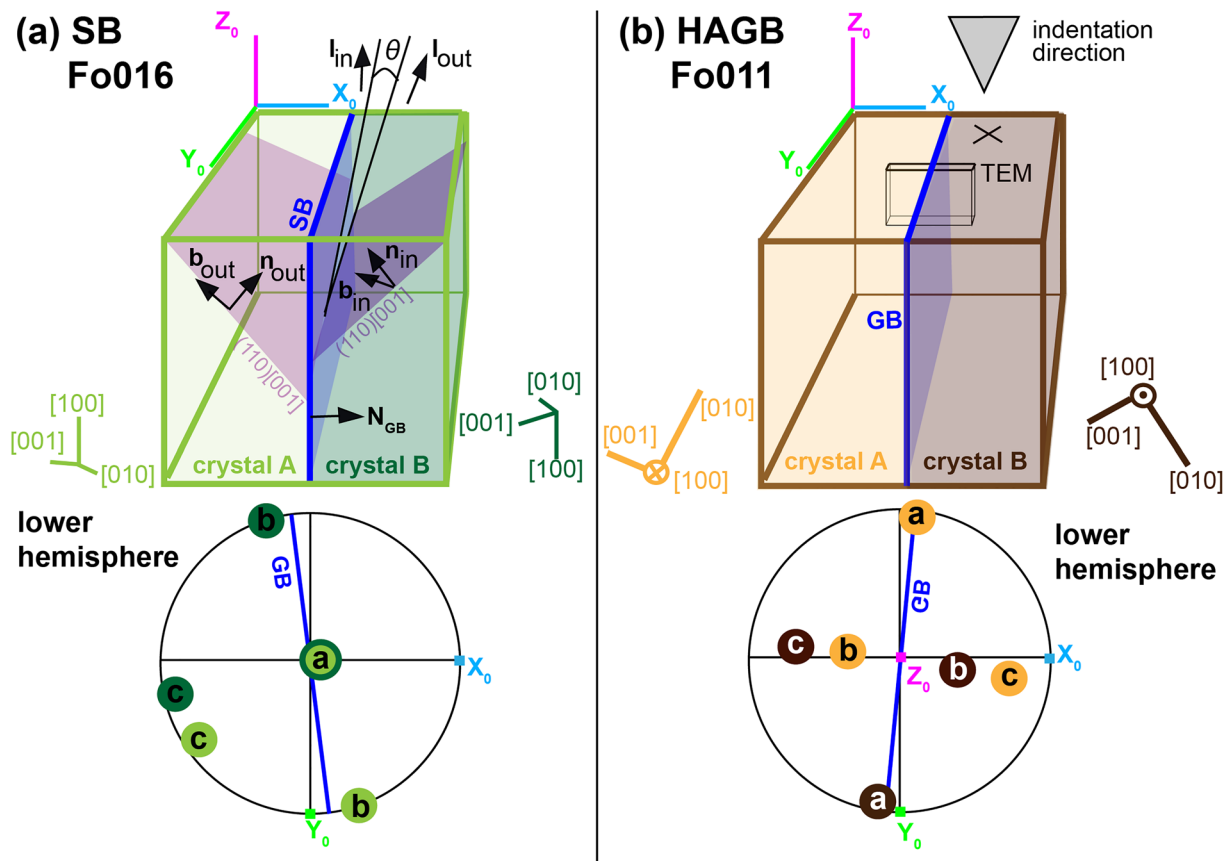 (a) SB
Fo016
Z0
X0
Y0
lin
θ
lout
SB
bout
nout
nin
bin
(110)[001]
(110)[001]
NGB
crystal A
crystal B
[100]
[001]
[010]
[010]
[001]
[100]
lower
hemisphere
b
GB
a
c
c
b
X0
Y0
(b) HAGB
Fo011
indentation
direction
Z0
X0
Y0
TEM
GB
crystal A
crystal B
[010]
[001]
[100]
[100]
[001]
[010]
lower
hemisphere
a
GB
c
b
b
c
Z0
X0
a
Y0